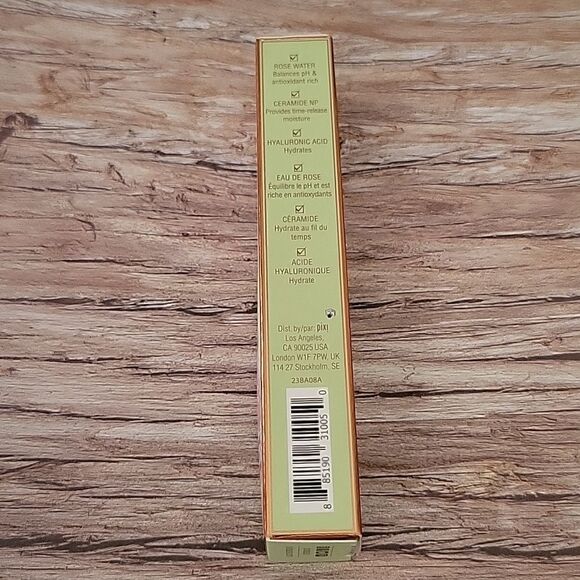 ROSE WATER
Balances pH &
antioxidant rich
CERAMIDE NP
Provides time-release
moisture
HYALURONIC ACID
Hydrates
EAU DE ROSE
Équilibre le pH et est
riche en antioxydants
CÉRAMIDE
Hydrate au fil du
temps
ACIDE
HYALURONIQUE
Hydrate
Dist. by/par: pixi
Los Angeles,
CA 90025 USA
London W1F 7PW, UK
114 27 Stockholm, SE
23BA08A
8 85190 31005 0